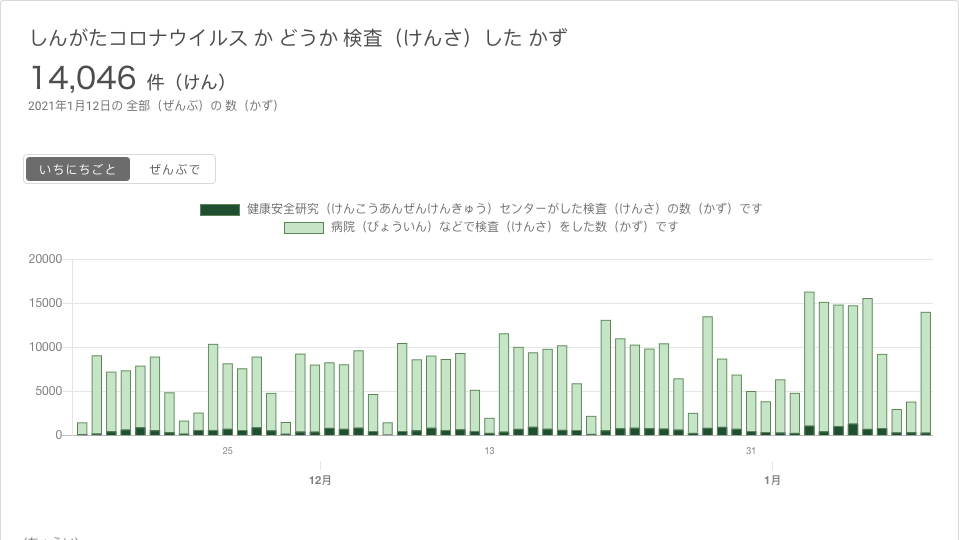 しんがたコロナウイルス か どうか 検査（けんさ）した かず
14,046 件（けん）
2021年1月12日の 全部（ぜんぶ）の 数（かず）
いちにちごと ぜんぶで
健康安全研究（けんこうあんぜんけんきゅう）センターがした検査（けんさ）の数（かず）です
病院（びょういん）などで検査（けんさ）をした数（かず）です
20000
15000
10000
5000
0
25 13 31
12月 1月